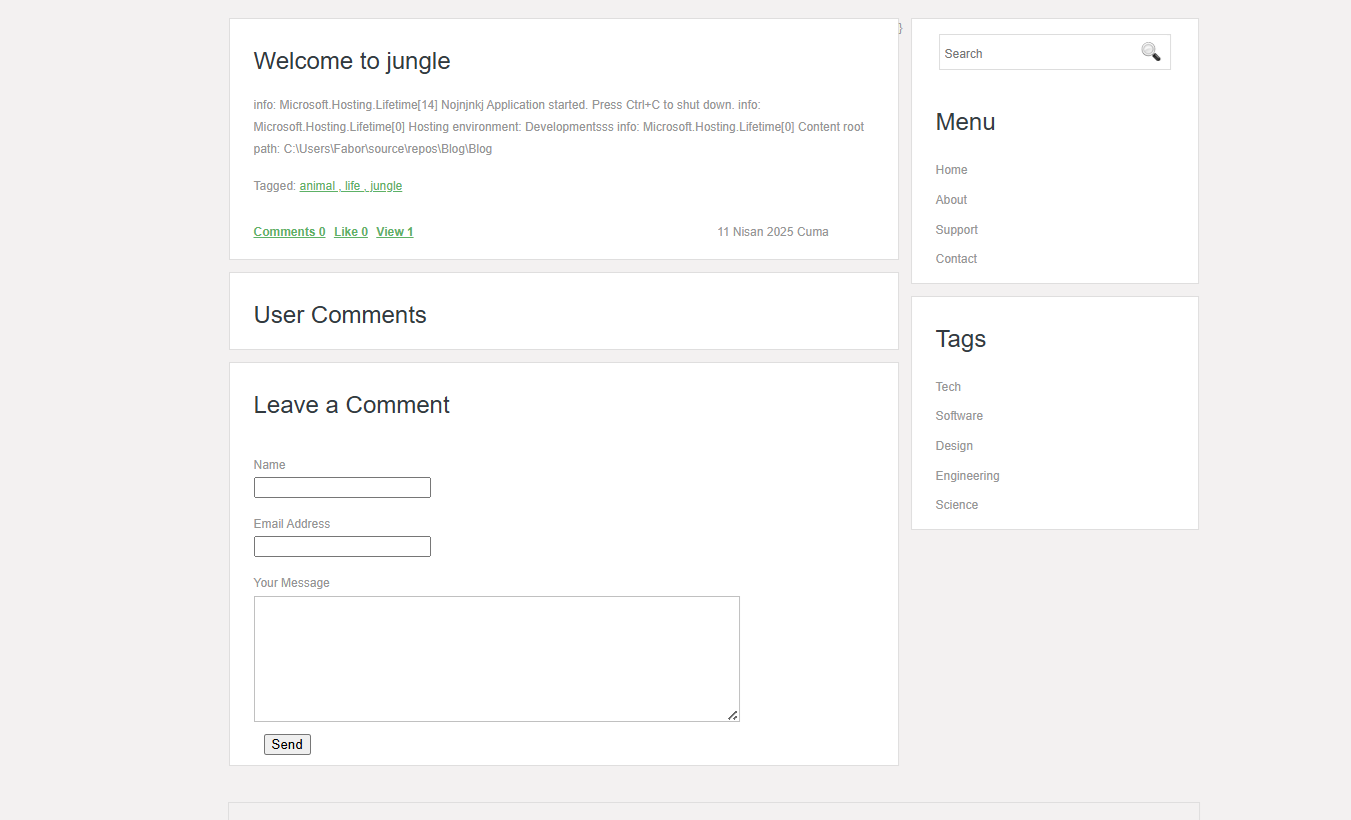 Welcome to jungle
info: Microsoft.Hosting.Lifetime[14] Nojnjnkj Application started. Press Ctrl+C to shut down. info:
Microsoft.Hosting.Lifetime[0] Hosting environment: Developmentsss info: Microsoft.Hosting.Lifetime[0] Content root
path: C:\Users\Fabor\source\repos\Blog\Blog
Tagged: animal , life , jungle
Comments 0 Like 0 View 1 11 Nisan 2025 Cuma
User Comments
Leave a Comment
Name
Email Address
Your Message
Send
}
Search
Menu
Home
About
Support
Contact
Tags
Tech
Software
Design
Engineering
Science